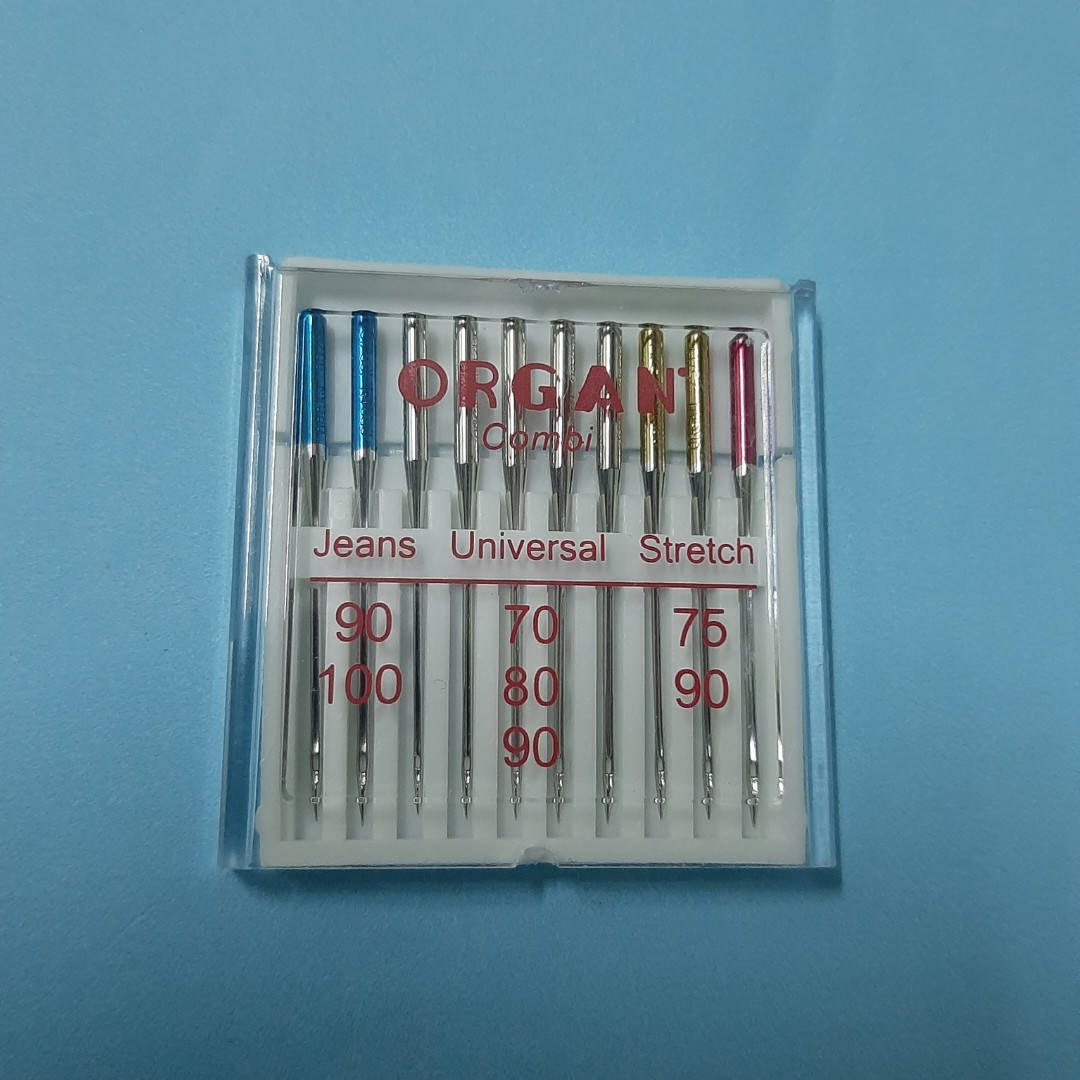 ORGAN
Combi
Jeans Universal Stretch
90 70 75
100 80 90
90